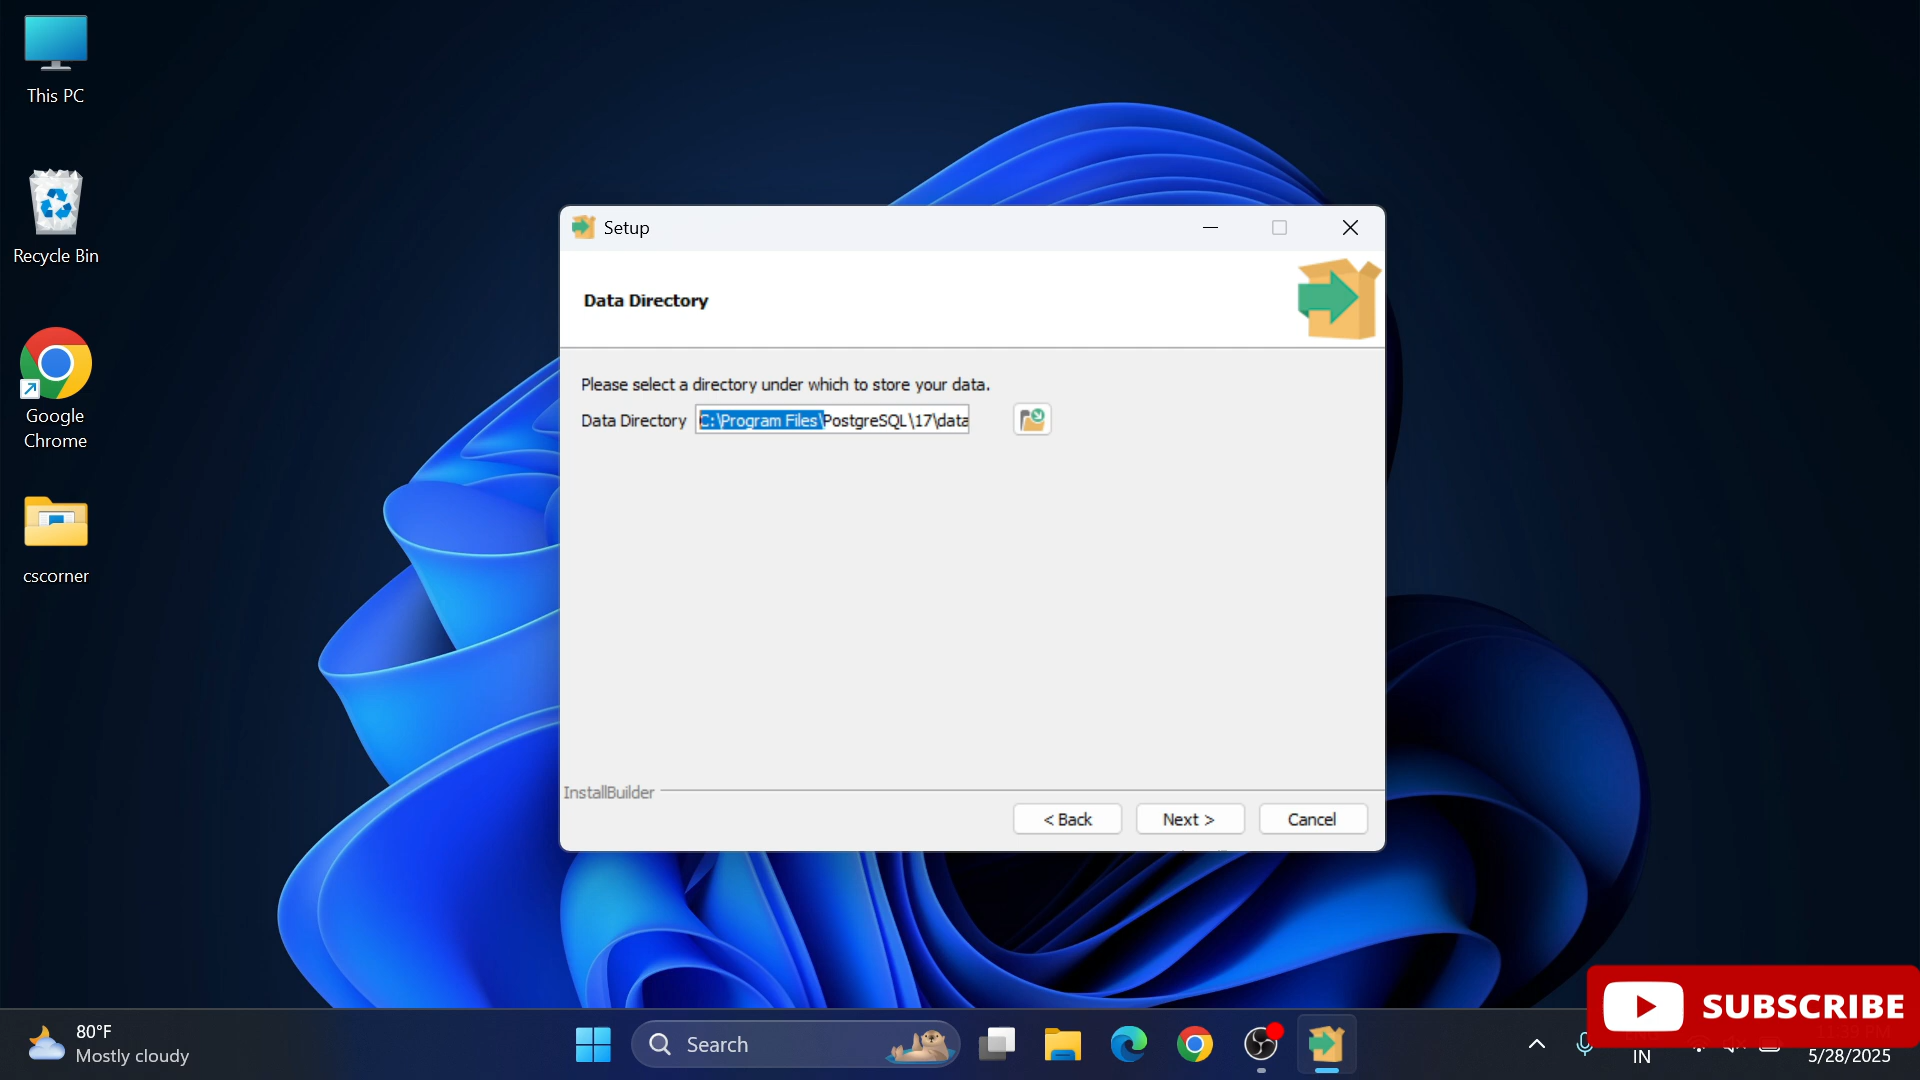 This PC
Recycle Bin
Google
Chrome
cscorner
Setup
Data Directory
Please select a directory under which to store your data.
Data Directory C:\Program Files\PostgreSQL\17\data
InstallBuilder
< Back Next > Cancel
SUBSCRIBE
80°F
Mostly cloudy
Search
IN
5/28/2025